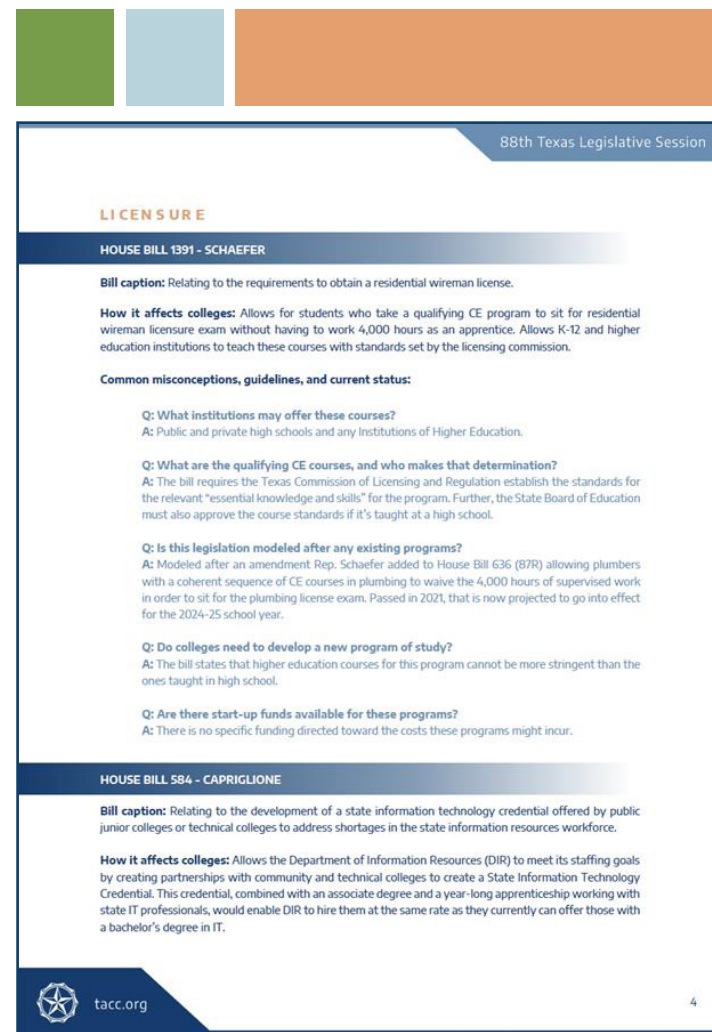 88th Texas Legislative Session
LICENSURE
HOUSE BILL 1391 - SCHAEFER
Bill caption: Relating to the requirements to obtain a residential wireman license.
How it affects colleges: Allows for students who take a qualifying CE program to sit for residential
wireman licensure exam without having to work 4,000 hours as an apprentice. Allows K-12 and higher
education institutions to teach these courses with standards set by the licensing commission.
Common misconceptions, guidelines, and current status:
Q: What institutions may offer these courses?
A: Public and private high schools and any Institutions of Higher Education.
Q: What are the qualifying CE courses, and who makes that determination?
A: The bill requires the Texas Commission of Licensing and Regulation establish the standards for
the relevant "essential knowledge and skills" for the program. Further, the State Board of Education
must also approve the course standards if it's taught at a high school.
Q: Is this legislation modeled after any existing programs?
A: Modeled after an amendment Rep. Schaefer added to House Bill 636 (87R) allowing plumbers
with a coherent sequence of CE courses in plumbing to waive the 4,000 hours of supervised work
in order to sit for the plumbing license exam. Passed in 2021, that is now projected to go into effect
for the 2024-25 school year.
Q: Do colleges need to develop a new program of study?
A: The bill states that higher education courses for this program cannot be more stringent than the
ones taught in high school.
Q: Are there start-up funds available for these programs?
A: There is no specific funding directed toward the costs these programs might incur.
HOUSE BILL 584 - CAPRIGLIONE
Bill caption: Relating to the development of a state information technology credential offered by public
junior colleges or technical colleges to address shortages in the state information resources workforce.
How it affects colleges: Allows the Department of Information Resources (DIR) to meet its staffing goals
by creating partnerships with community and technical colleges to create a State Information Technology
Credential. This credential, combined with an associate degree and a year-long apprenticeship working with
state IT professionals, would enable DIR to hire them at the same rate as they currently can offer those with
a bachelor's degree in IT.
tacc.org
4